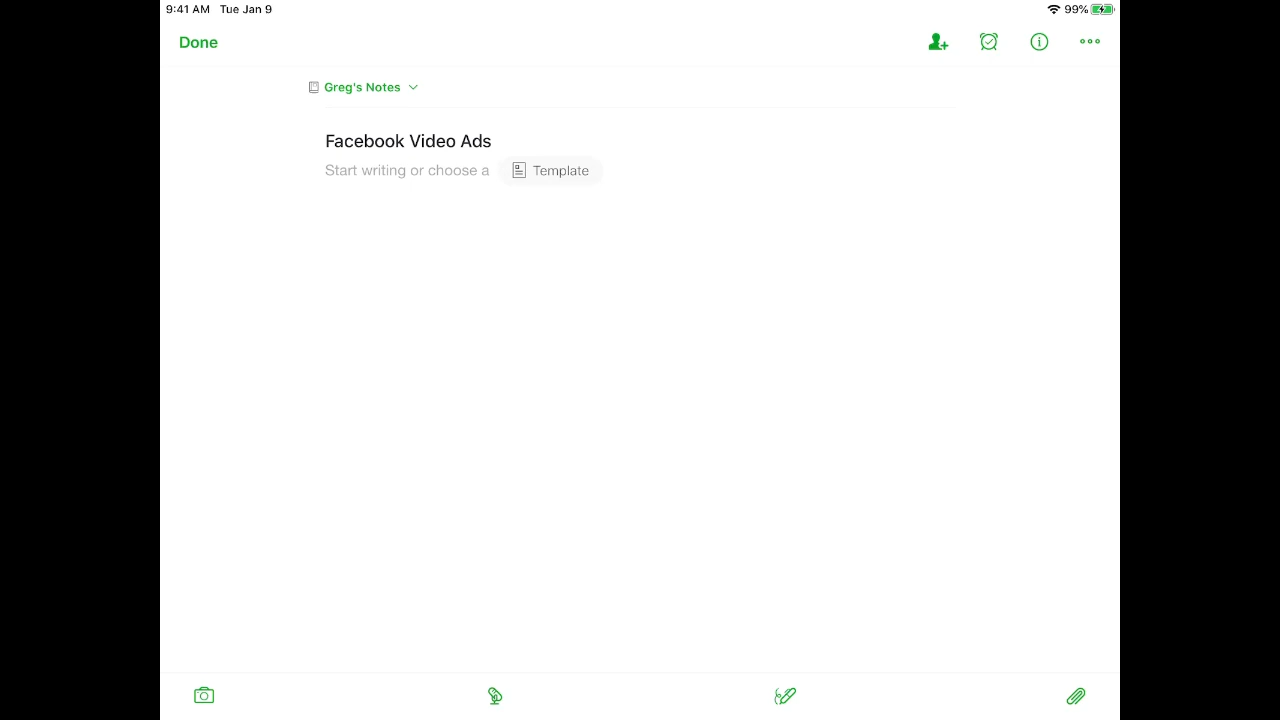 9:41 AM Tue Jan 9
99%
Done
Greg's Notes
Facebook Video Ads
Start writing or choose a Template